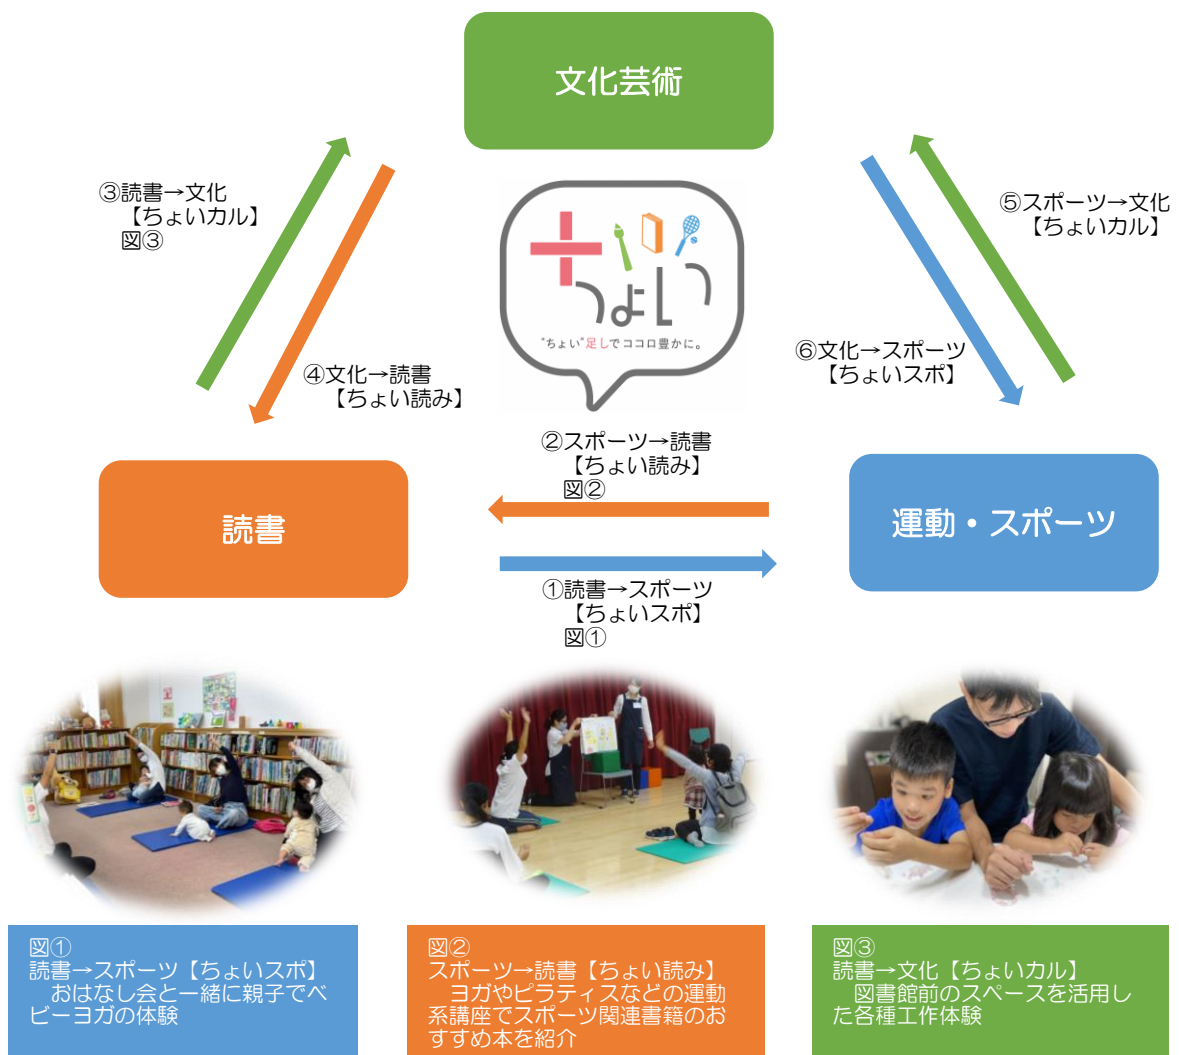 文化芸術
③読書→文化
【ちょいカル】
図③
⑤スポーツ→文化
【ちょいカル】
＋ちょい
"ちょい"足しでココロ豊かに。
④文化→読書
【ちょい読み】
⑥文化→スポーツ
【ちょいスポ】
②スポーツ→読書
【ちょい読み】
図②
読書
運動・スポーツ
①読書→スポーツ
【ちょいスポ】
図①
図①
読書→スポーツ【ちょいスポ】
おはなし会と一緒に親子でベ
ビーヨガの体験
図②
スポーツ→読書【ちょい読み】
ヨガやピラティスなどの運動
系講座でスポーツ関連書籍のお
すすめ本を紹介
図③
読書→文化【ちょいカル】
図書館前のスペースを活用し
た各種工作体験